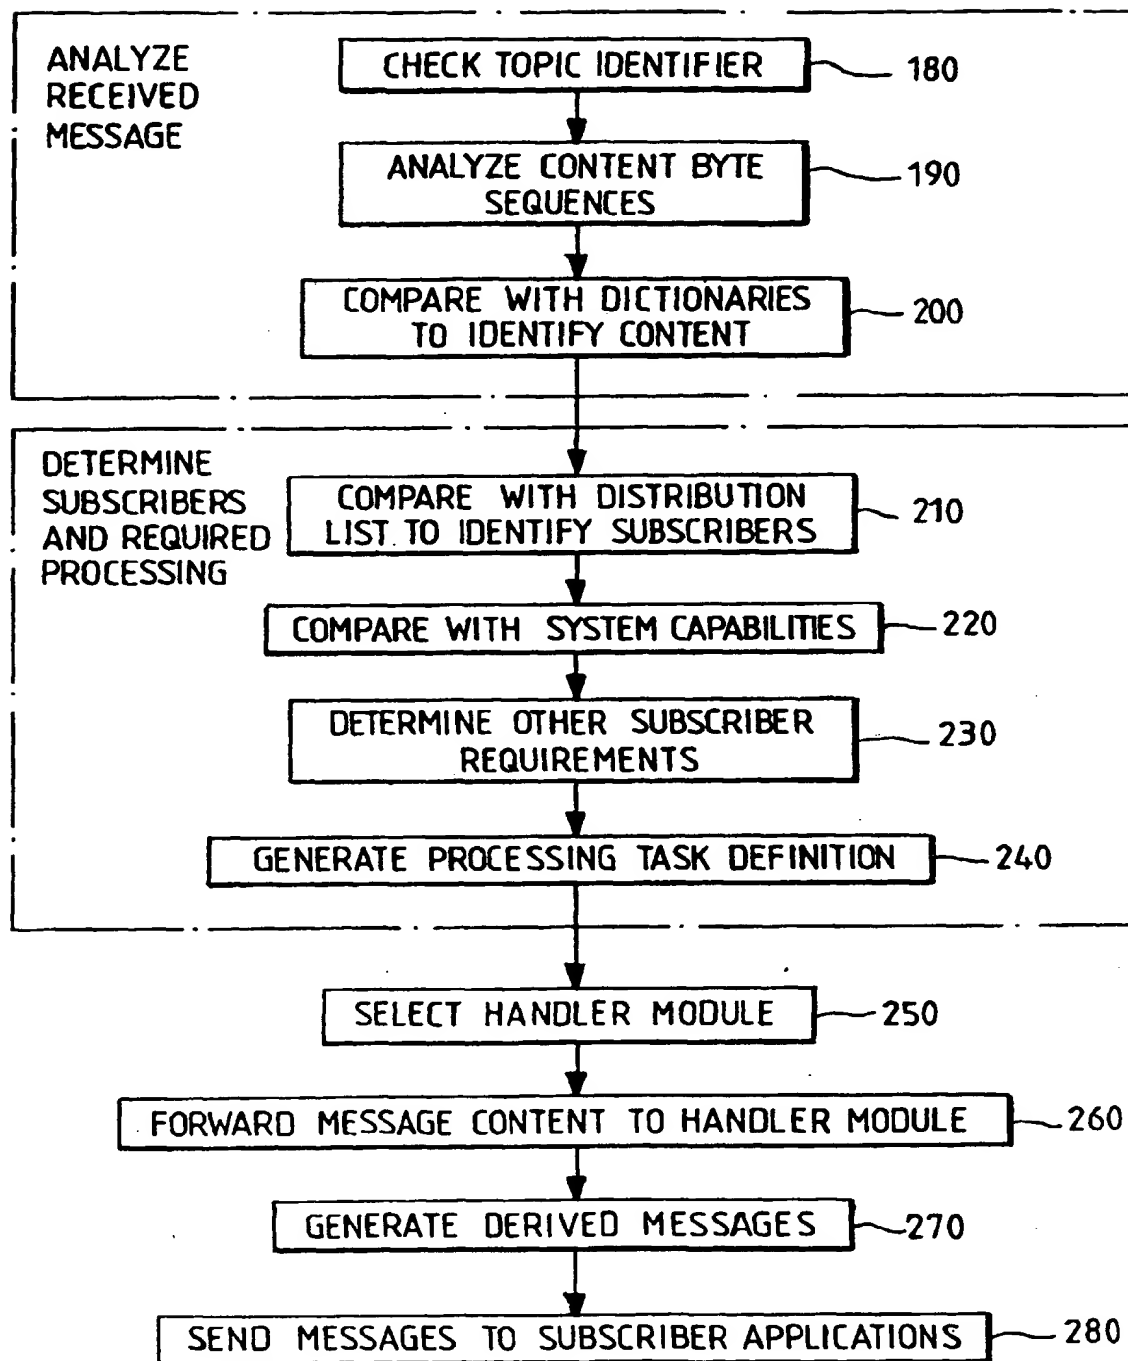 ANALYZE
RECEIVED
MESSAGE
CHECK TOPIC IDENTIFIER
180
ANALYZE CONTENT BYTE
SEQUENCES
190
COMPARE WITH DICTIONARIES
TO IDENTIFY CONTENT
200
DETERMINE
SUBSCRIBERS
AND REQUIRED
PROCESSING
COMPARE WITH DISTRIBUTION
LIST TO IDENTIFY SUBSCRIBERS
210
COMPARE WITH SYSTEM CAPABILITIES
220
DETERMINE OTHER SUBSCRIBER
REQUIREMENTS
230
GENERATE PROCESSING TASK DEFINITION
240
SELECT HANDLER MODULE
250
FORWARD MESSAGE CONTENT TO HANDLER MODULE
260
GENERATE DERIVED MESSAGES
270
SEND MESSAGES TO SUBSCRIBER APPLICATIONS
280